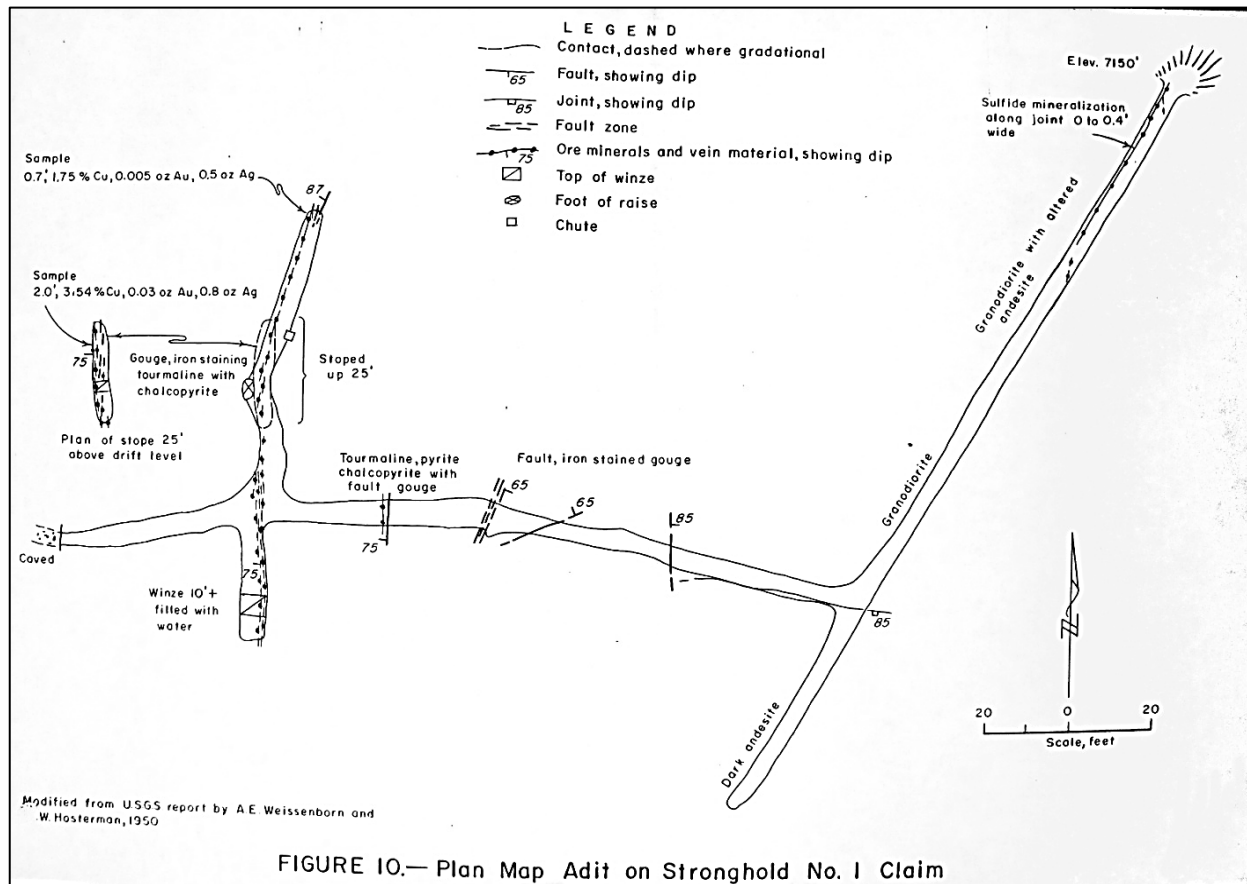 LEGEND
Contact, dashed where gradational
65
Fault, showing dip
85
Joint, showing dip
Fault zone
75
Ore minerals and vein material, showing dip
Top of winze
Foot of raise
Chute
Elev. 7150'
Sulfide mineralization
along joint 0 to 0.4'
wide
Sample
0.7', 1.75 % Cu, 0.005 oz Au, 0.5 oz Ag
87
Sample
2.0', 3.54 % Cu, 0.03 oz Au, 0.8 oz Ag
75
Gouge, iron staining
tourmaline with
chalcopyrite
Stoped
up 25'
Plan of stope 25'
above drift level
Granodiorite with altered
andesite
Granodiorite
Tourmaline, pyrite
chalcopyrite with
fault gouge
Fault, iron stained gouge
65
65
85
75
Caved
75
Winze 10'+
filled with
water
85
Dark andesite
N
20 0 20
Scale, feet
Modified from USGS report by A.E. Weissenborn and
W. Hosterman, 1950
FIGURE 10.— Plan Map Adit on Stronghold No. 1 Claim